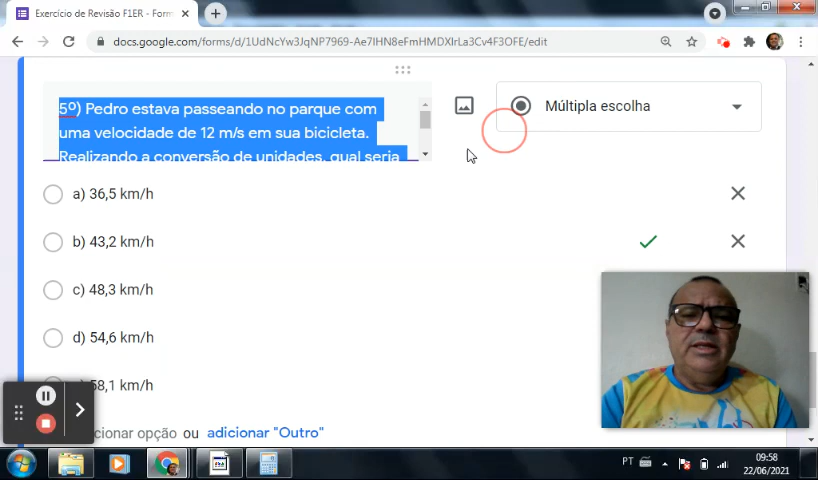 Exercício de Revisão F1ER - Form
docs.google.com/forms/d/1UdNcYw3JqNP7969-Ae7IHN8eFmHMDXIrLa3Cv4F3OFE/edit
5º) Pedro estava passeando no parque com
uma velocidade de 12 m/s em sua bicicleta.
Realizando a conversão de unidades, qual seria
Múltipla escolha
a) 36,5 km/h
b) 43,2 km/h
c) 48,3 km/h
d) 54,6 km/h
58,1 km/h
cionar opção ou adicionar "Outro"
PT
09:58
22/06/2021